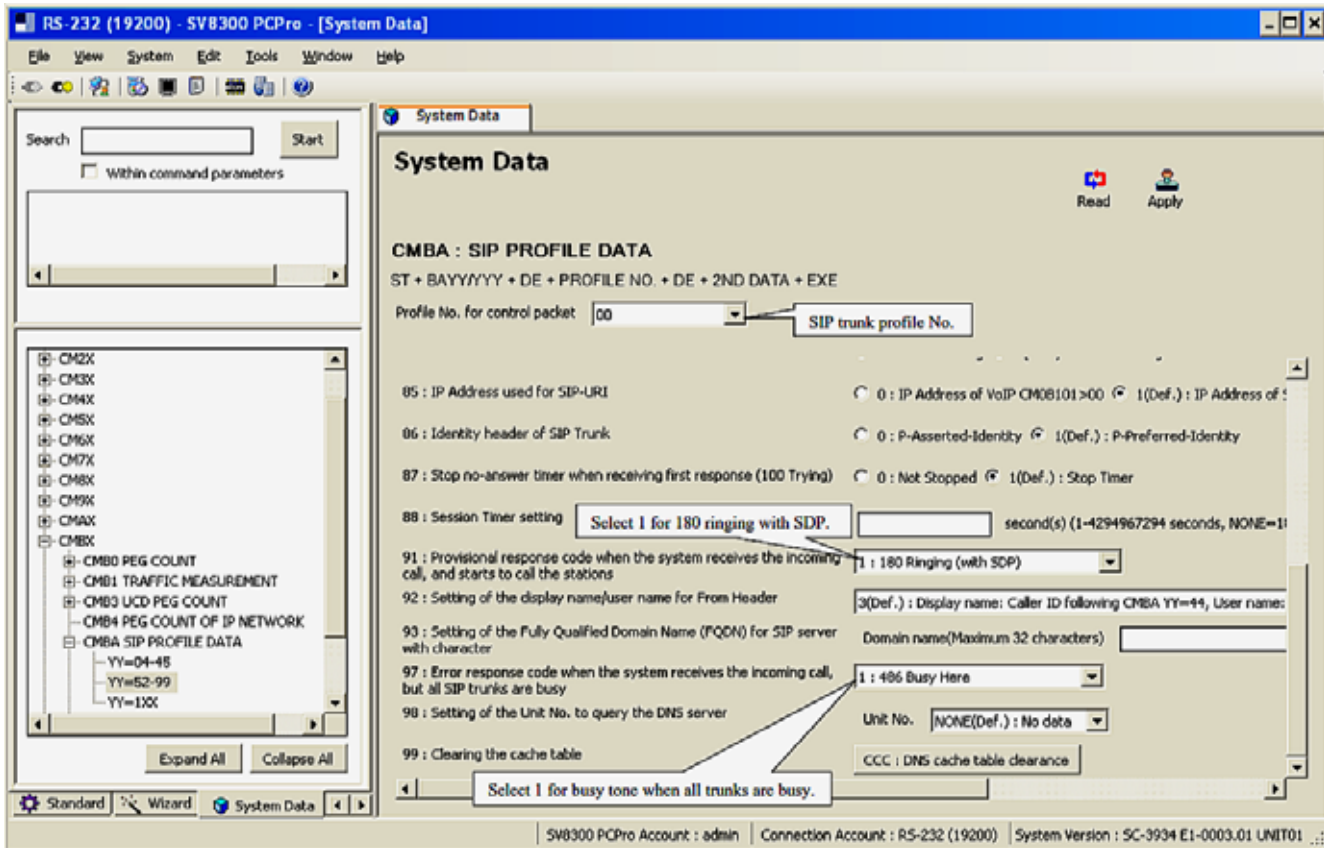 RS-232 (19200) - SV8300 PCPro - [System Data]
File View System Edit Tools Window Help
Search
Start
Within command parameters
CM2X
CM3X
CM4X
CM5X
CM6X
CM7X
CM8X
CM9X
CMAX
CMBX
CMB0 PEG COUNT
CMB1 TRAFFIC MEASUREMENT
CMB3 UCD PEG COUNT
CMB4 PEG COUNT OF IP NETWORK
CMBA SIP PROFILE DATA
YY=04-45
YY=52-99
YY=1XX
Expand All Collapse All
Standard Wizard System Data
System Data
System Data
Read Apply
CMBA : SIP PROFILE DATA
ST + BAYY/YYY + DE + PROFILE NO. + DE + 2ND DATA + EXE
Profile No. for control packet 00
SIP trunk profile No.
85 : IP Address used for SIP-URI 0 : IP Address of VoIP CM0B101>00 1(Def.) : IP Address of
86 : Identity header of SIP Trunk 0 : P-Asserted-Identity 1(Def.) : P-Preferred-Identity
87 : Stop no-answer timer when receiving first response (100 Trying) 0 : Not Stopped 1(Def.) : Stop Timer
88 : Session Timer setting second(s) (1-4294967294 seconds, NONE=18
Select 1 for 180 ringing with SDP.
91 : Provisional response code when the system receives the incoming call, and starts to call the stations 1 : 180 Ringing (with SDP)
92 : Setting of the display name/user name for From Header 3(Def.) : Display name: Caller ID following CMBA YY=44, User name:
93 : Setting of the Fully Qualified Domain Name (FQDN) for SIP server with character Domain name(Maximum 32 characters)
97 : Error response code when the system receives the incoming call, but all SIP trunks are busy 1 : 486 Busy Here
98 : Setting of the Unit No. to query the DNS server Unit No. NONE(Def.) : No data
99 : Clearing the cache table CCC : DNS cache table clearance
Select 1 for busy tone when all trunks are busy.
SV8300 PCPro Account : admin Connection Account : RS-232 (19200) System Version : SC-3934 E1-0003.01 UNIT01